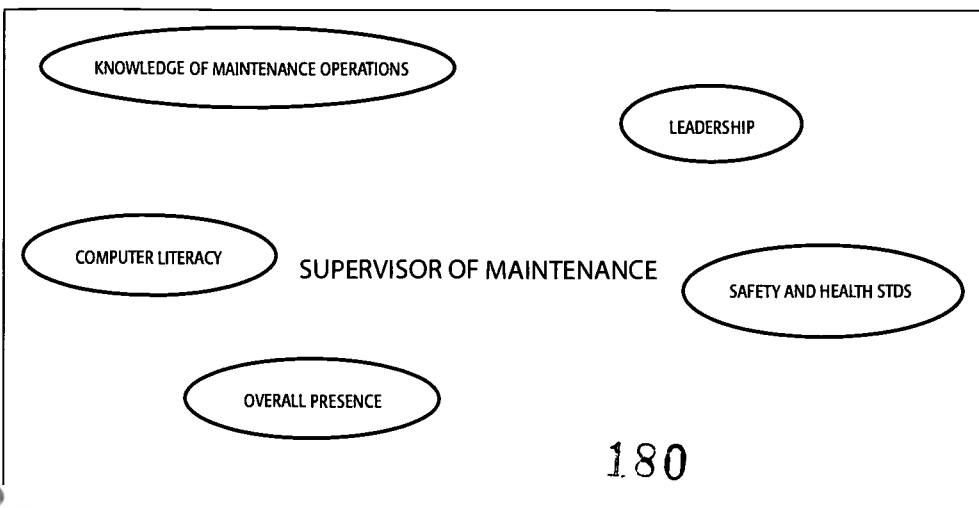 KNOWLEDGE OF MAINTENANCE OPERATIONS
LEADERSHIP
COMPUTER LITERACY
SUPERVISOR OF MAINTENANCE
SAFETY AND HEALTH STDS
OVERALL PRESENCE
180